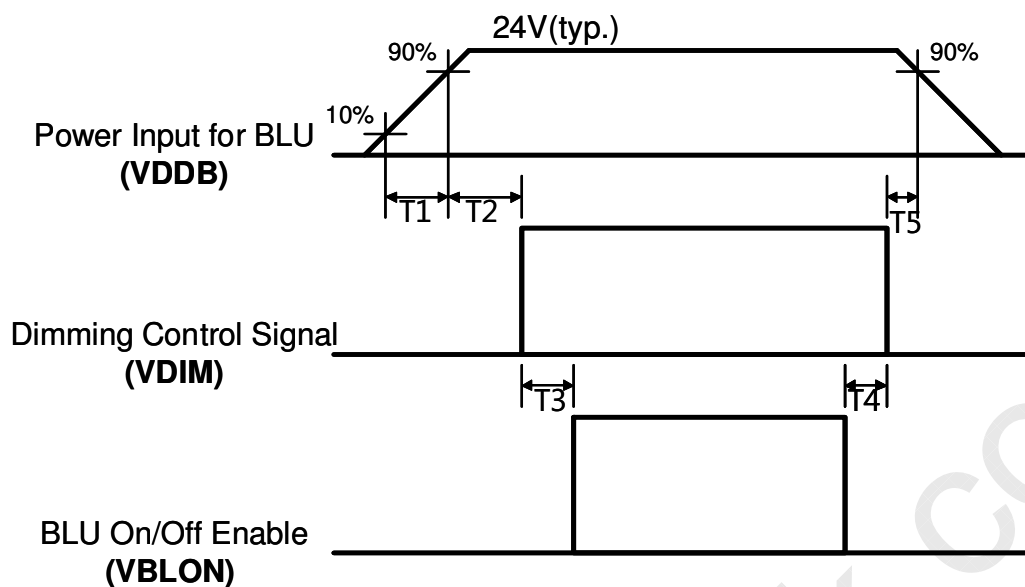 24V(typ.)
90%
90%
10%
Power Input for BLU
(VDDB)
T1
T2
T5
Dimming Control Signal
(VDIM)
T3
T4
BLU On/Off Enable
(VBLON)